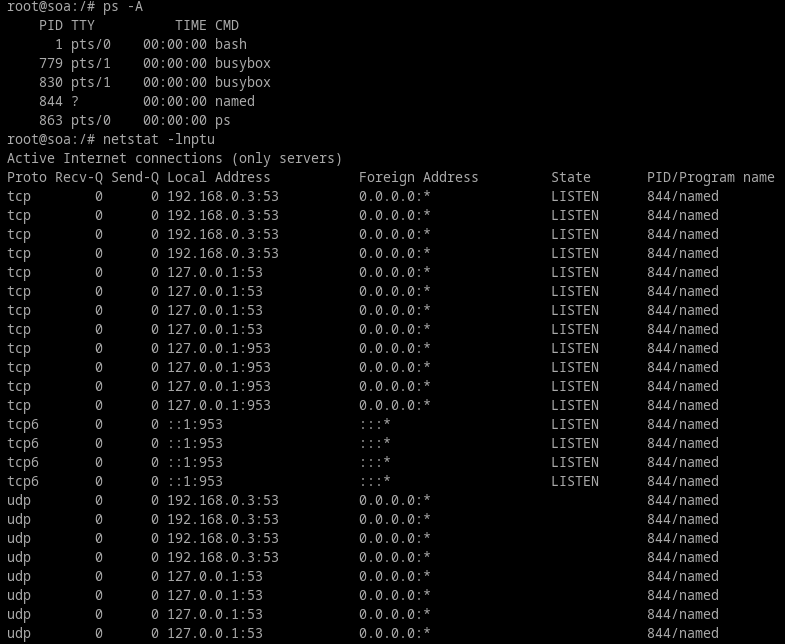 root@soa:/# ps -A
    PID TTY          TIME CMD
      1 pts/0    00:00:00 bash
    779 pts/1    00:00:00 busybox
    830 pts/1    00:00:00 busybox
    844 ?        00:00:00 named
    863 pts/0    00:00:00 ps
root@soa:/# netstat -lnptu
Active Internet connections (only servers)
Proto Recv-Q Send-Q Local Address           Foreign Address         State       PID/Program name
tcp        0      0 192.168.0.3:53          0.0.0.0:*               LISTEN      844/named
tcp        0      0 192.168.0.3:53          0.0.0.0:*               LISTEN      844/named
tcp        0      0 192.168.0.3:53          0.0.0.0:*               LISTEN      844/named
tcp        0      0 192.168.0.3:53          0.0.0.0:*               LISTEN      844/named
tcp        0      0 127.0.0.1:53            0.0.0.0:*               LISTEN      844/named
tcp        0      0 127.0.0.1:53            0.0.0.0:*               LISTEN      844/named
tcp        0      0 127.0.0.1:53            0.0.0.0:*               LISTEN      844/named
tcp        0      0 127.0.0.1:53            0.0.0.0:*               LISTEN      844/named
tcp        0      0 127.0.0.1:953           0.0.0.0:*               LISTEN      844/named
tcp        0      0 127.0.0.1:953           0.0.0.0:*               LISTEN      844/named
tcp        0      0 127.0.0.1:953           0.0.0.0:*               LISTEN      844/named
tcp        0      0 127.0.0.1:953           0.0.0.0:*               LISTEN      844/named
tcp6       0      0 ::1:953                 :::*                    LISTEN      844/named
tcp6       0      0 ::1:953                 :::*                    LISTEN      844/named
tcp6       0      0 ::1:953                 :::*                    LISTEN      844/named
tcp6       0      0 ::1:953                 :::*                    LISTEN      844/named
udp        0      0 192.168.0.3:53          0.0.0.0:*                           844/named
udp        0      0 192.168.0.3:53          0.0.0.0:*                           844/named
udp        0      0 192.168.0.3:53          0.0.0.0:*                           844/named
udp        0      0 192.168.0.3:53          0.0.0.0:*                           844/named
udp        0      0 127.0.0.1:53            0.0.0.0:*                           844/named
udp        0      0 127.0.0.1:53            0.0.0.0:*                           844/named
udp        0      0 127.0.0.1:53            0.0.0.0:*                           844/named
udp        0      0 127.0.0.1:53            0.0.0.0:*                           844/named